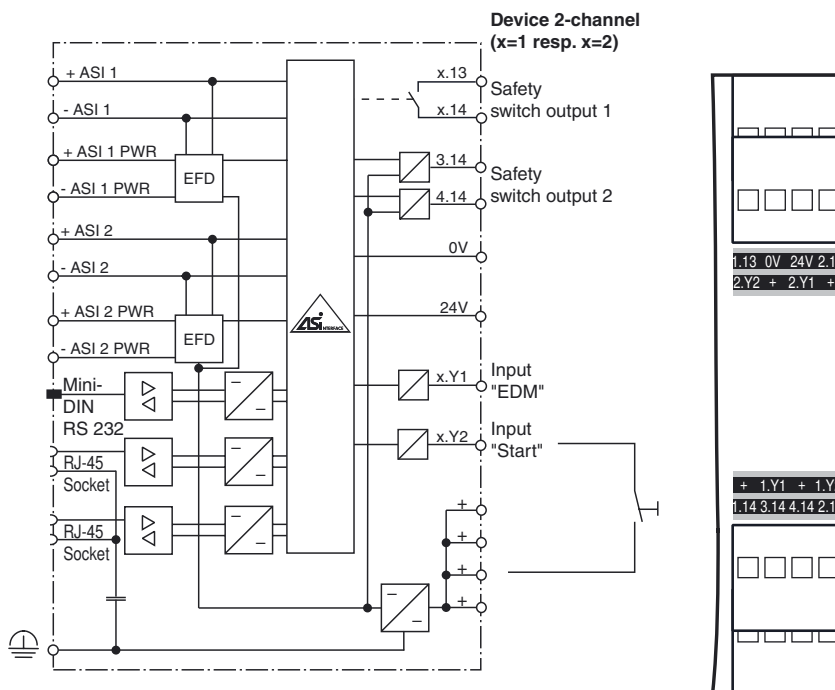 Device 2-channel
(x=1 resp. x=2)
+ ASI 1
- ASI 1
+ ASI 1 PWR
- ASI 1 PWR
EFD
+ ASI 2
- ASI 2
+ ASI 2 PWR
- ASI 2 PWR
EFD
Mini-
DIN
RS 232
RJ-45
Socket
RJ-45
Socket
ASi
INTERFACE
x.13
x.14
Safety
switch output 1
3.14
4.14
Safety
switch output 2
0V
24V
x.Y1
Input
"EDM"
x.Y2
Input
"Start"
+
+
+
+
1.13 0V 24V 2.1
2.Y2 + 2.Y1 +
+ 1.Y1 + 1.Y
1.14 3.14 4.14 2.1